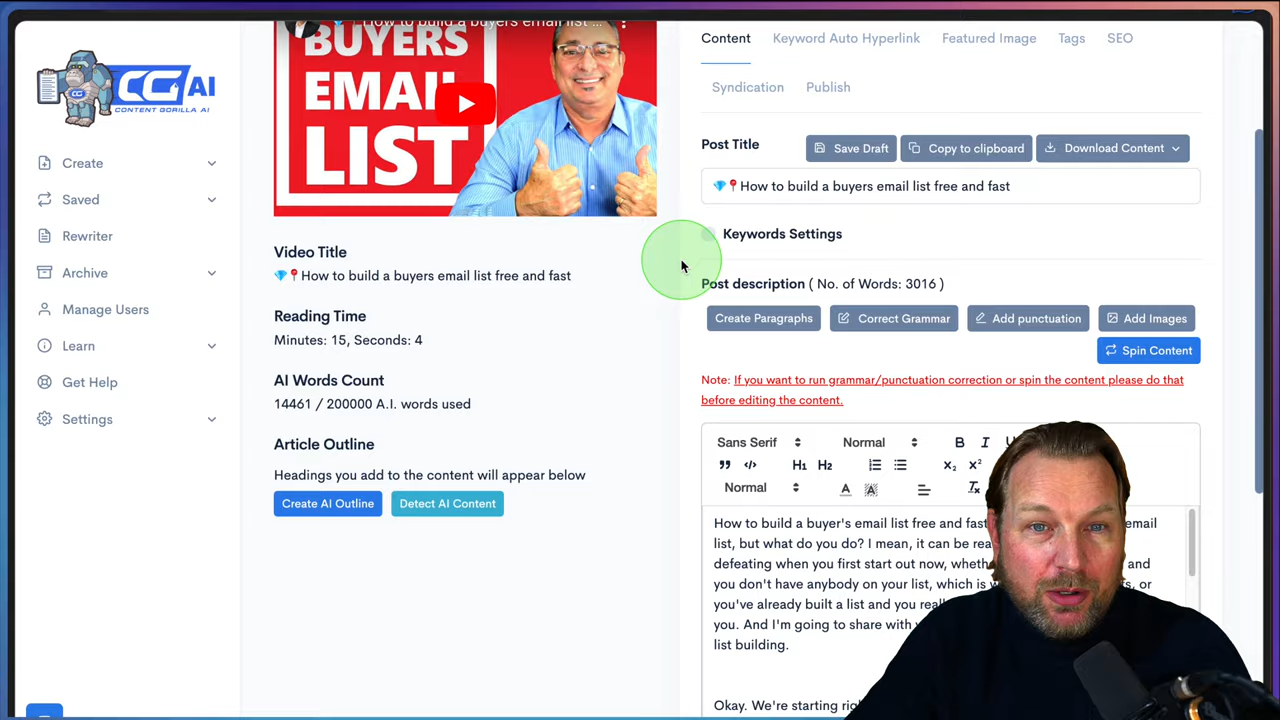 CG AI
CONTENT GORILLA AI
CG
Create
Saved
Rewriter
Archive
Manage Users
Learn
Get Help
Settings
How to build a buyers email list ...
BUYERS
EMAIL
LIST
Video Title
💎📍How to build a buyers email list free and fast
Reading Time
Minutes: 15, Seconds: 4
AI Words Count
14461 / 200000 A.I. words used
Article Outline
Headings you add to the content will appear below
Create AI Outline
Detect AI Content
Content
Keyword Auto Hyperlink
Featured Image
Tags
SEO
Syndication
Publish
Post Title
Save Draft
Copy to clipboard
Download Content
💎📍How to build a buyers email list free and fast
Keywords Settings
Post description ( No. of Words: 3016 )
Create Paragraphs
Correct Grammar
Add punctuation
Add Images
Spin Content
Note: If you want to run grammar/punctuation correction or spin the content please do that
before editing the content.
Sans Serif
Normal
B I U
H1 H2
X₂ X²
Normal
A A
Tx
How to build a buyer's email list free and fast email
list, but what do you do? I mean, it can be
defeating when you first start out now, and
you don't have anybody on your list, which is or
you've already built a list and you
you. And I'm going to share with
list building.
Okay. We're starting